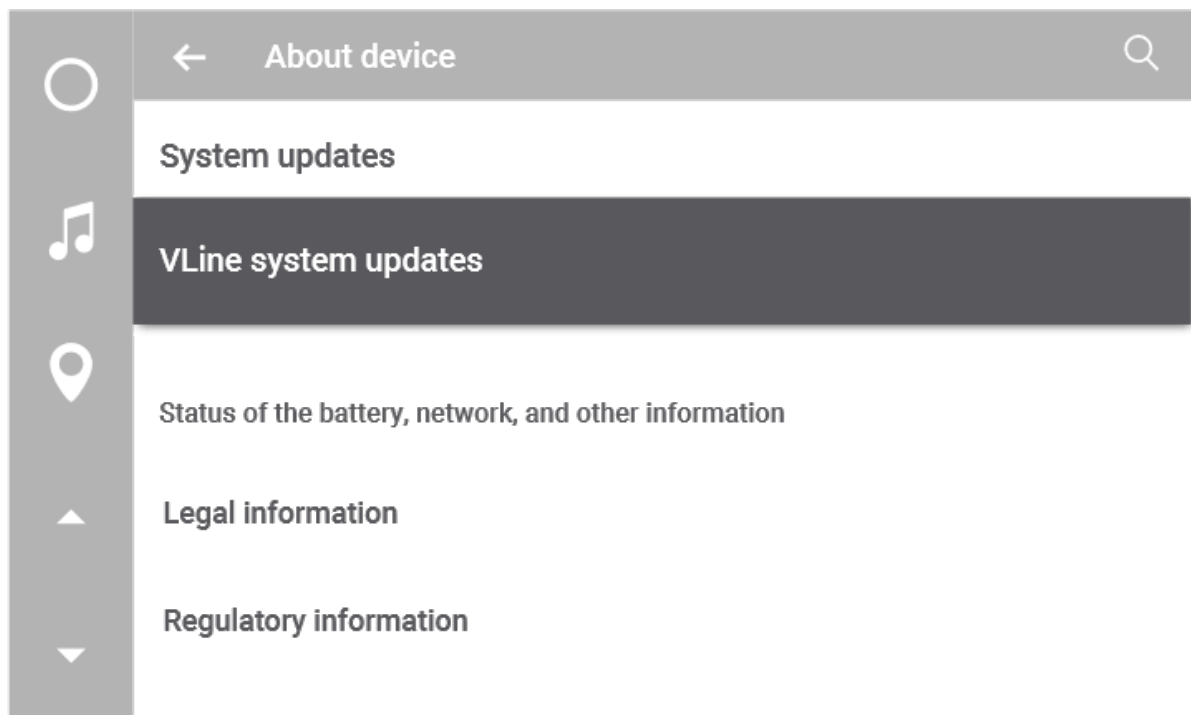 About device
System updates
VLine system updates
Status of the battery, network, and other information
Legal information
Regulatory information